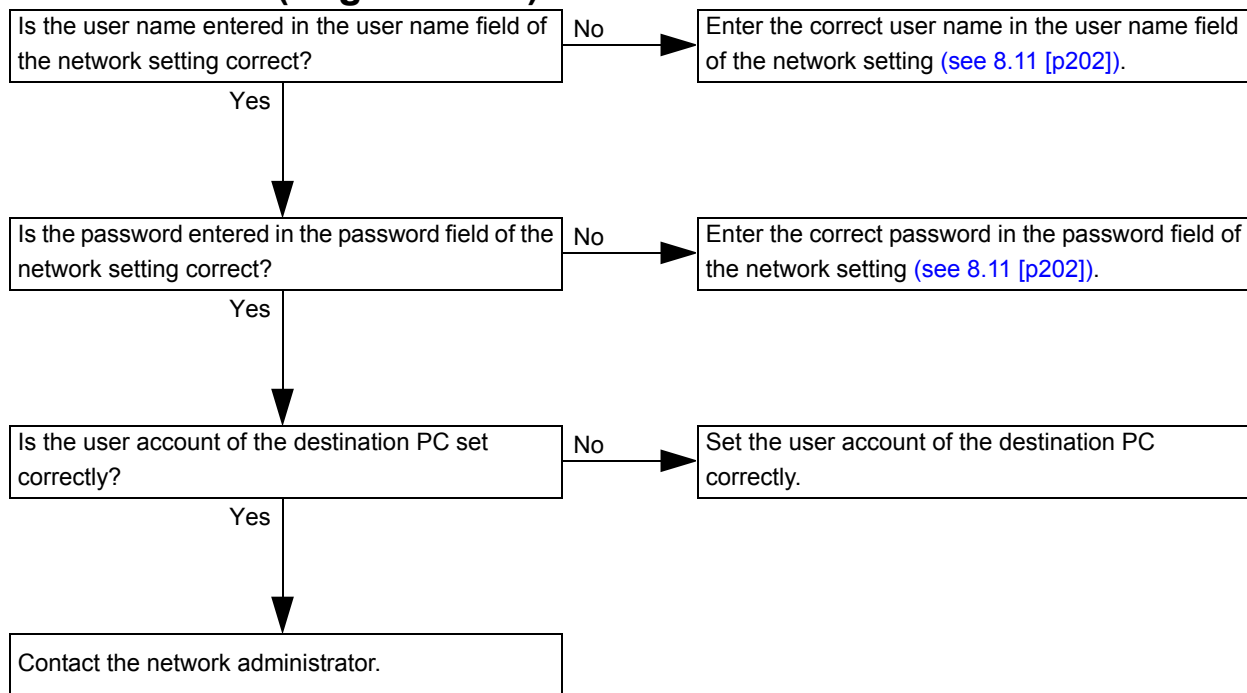 Is the user name entered in the user name field of
the network setting correct?
No
Enter the correct user name in the user name field
of the network setting (see 8.11 [p202]).
Yes
Is the password entered in the password field of the
network setting correct?
No
Enter the correct password in the password field of
the network setting (see 8.11 [p202]).
Yes
Is the user account of the destination PC set
correctly?
No
Set the user account of the destination PC
correctly.
Yes
Contact the network administrator.